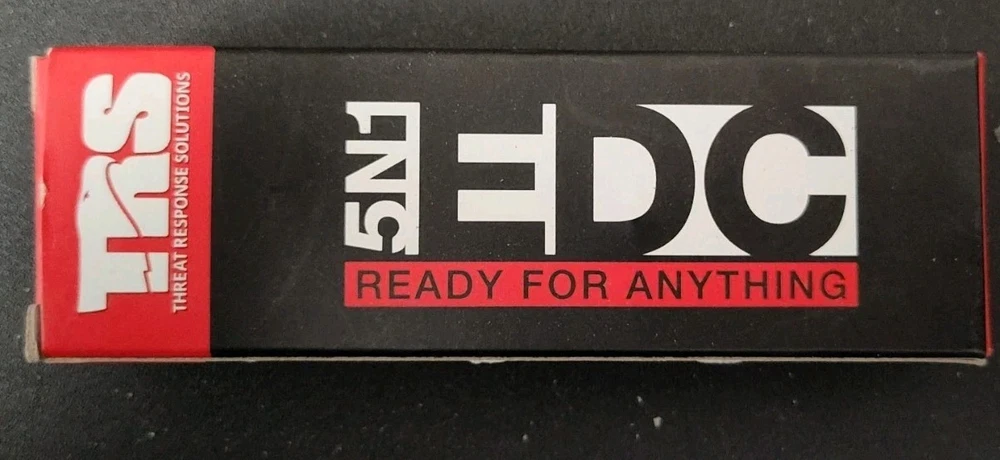 TRS
THREAT RESPONSE SOLUTIONS
5N1
EDC
READY FOR ANYTHING